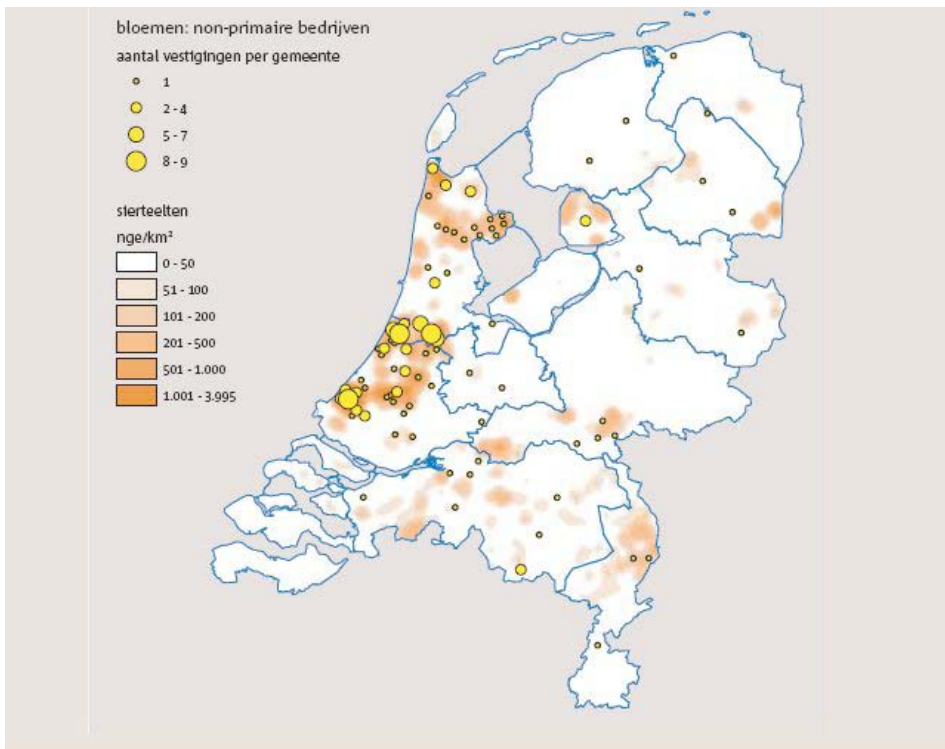 bloemen: non-primaire bedrijven
aantal vestigingen per gemeente
1
2 - 4
5 - 7
8 - 9
sierteelten
nge/km²
0 - 50
51 - 100
101 - 200
201 - 500
501 - 1.000
1.001 - 3.995